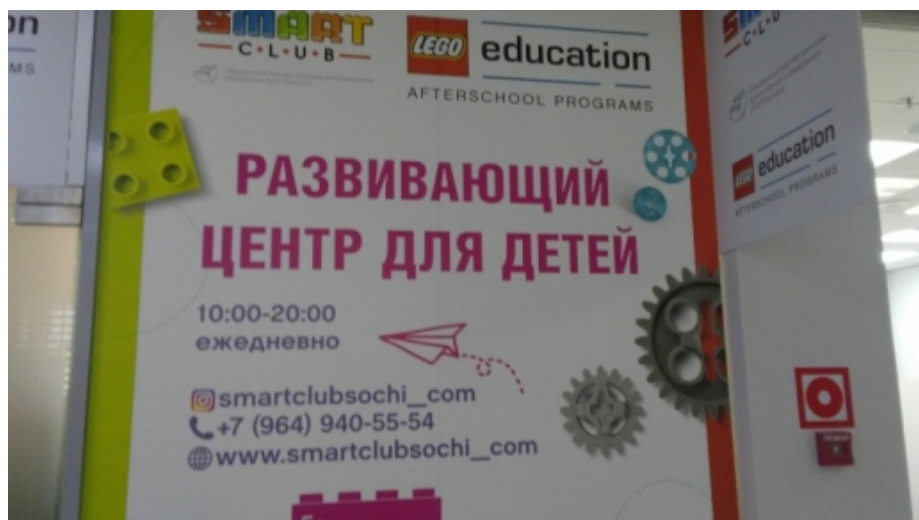 SMART
C•L•U•B
LEGO education
AFTERSCHOOL PROGRAMS
РАЗВИВАЮЩИЙ
ЦЕНТР ДЛЯ ДЕТЕЙ
10:00-20:00
ежедневно
smartclubsochi_com
+7 (964) 940-55-54
www.smartclubsochi_com
LEGO education
AFTERSCHOOL PROGRAMS
ПОЖАР